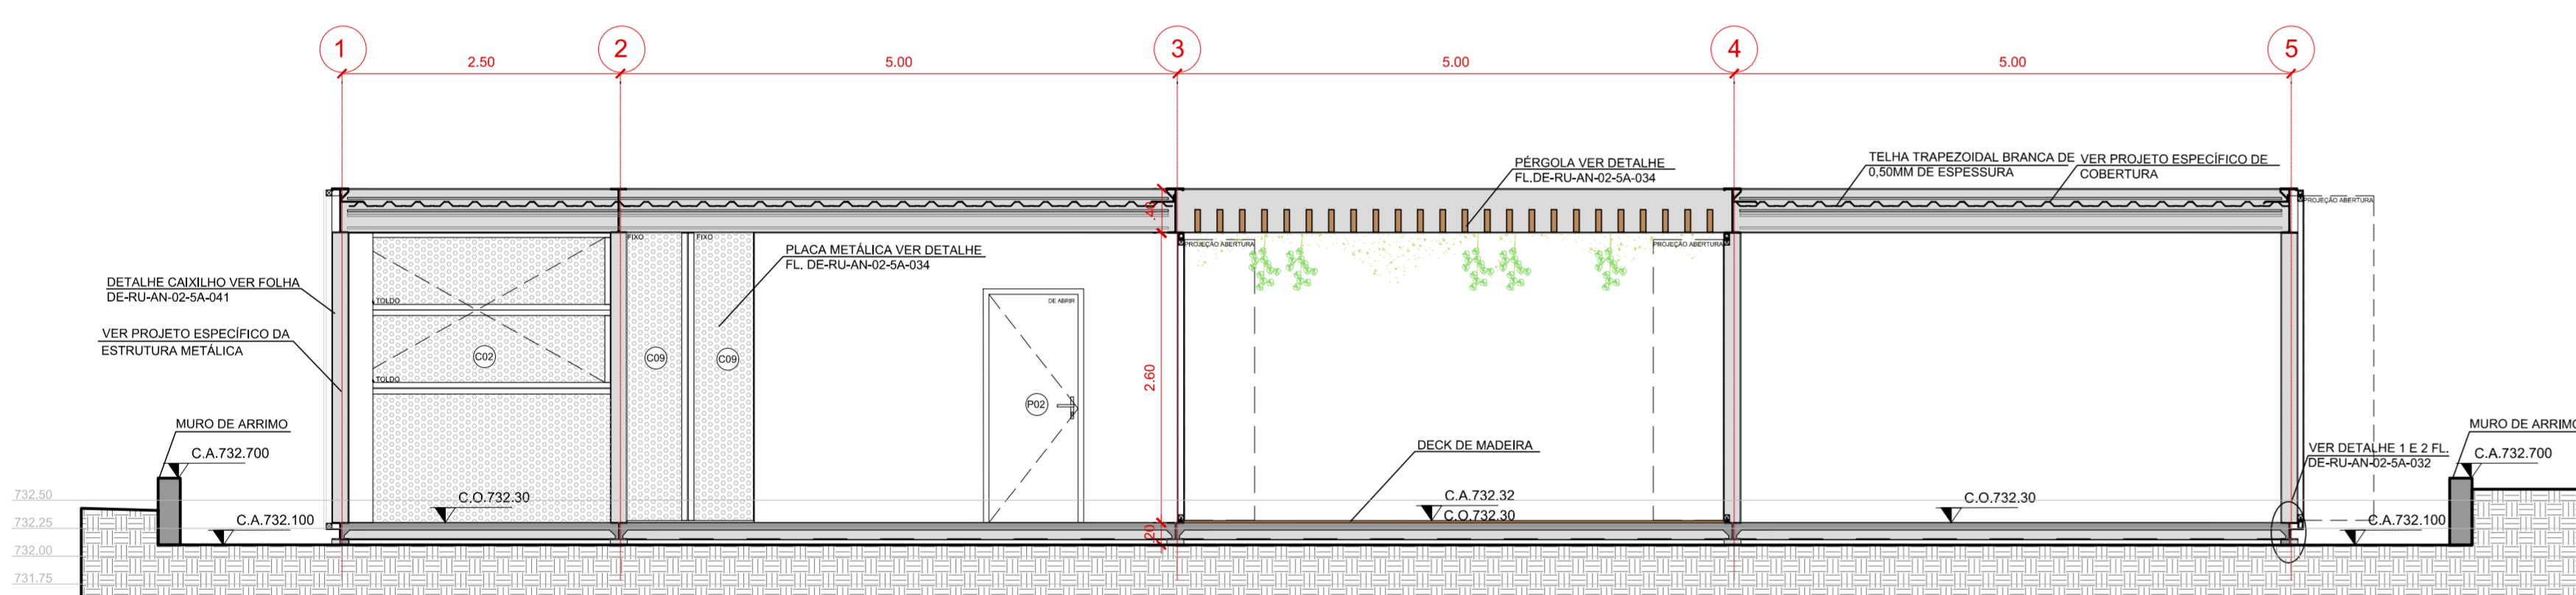 1 2 3 4 5
2.50 5.00 5.00 5.00
PÉRGOLA VER DETALHE
FL.DE-RU-AN-02-5A-034
TELHA TRAPEZOIDAL BRANCA DE
0,50MM DE ESPESSURA
VER PROJETO ESPECÍFICO DE
COBERTURA
PROJEÇÃO ABERTURA
.40
FIXO FIXO
PROJEÇÃO ABERTURA PROJEÇÃO ABERTURA
PLACA METÁLICA VER DETALHE
FL. DE-RU-AN-02-5A-034
DETALHE CAIXILHO VER FOLHA
DE-RU-AN-02-5A-041
TOLDO
DE ABRIR
VER PROJETO ESPECÍFICO DA
ESTRUTURA METÁLICA
C02 C09 C09
TOLDO
2.60
P02
MURO DE ARRIMO
C.A.732.700
DECK DE MADEIRA
VER DETALHE 1 E 2 FL.
DE-RU-AN-02-5A-032
MURO DE ARRIMO
C.A.732.700
732.50
C.O.732.30
C.A.732.32
C.O.732.30
C.O.732.30
732.25
C.A.732.100
.20
C.A.732.100
732.00
731.75